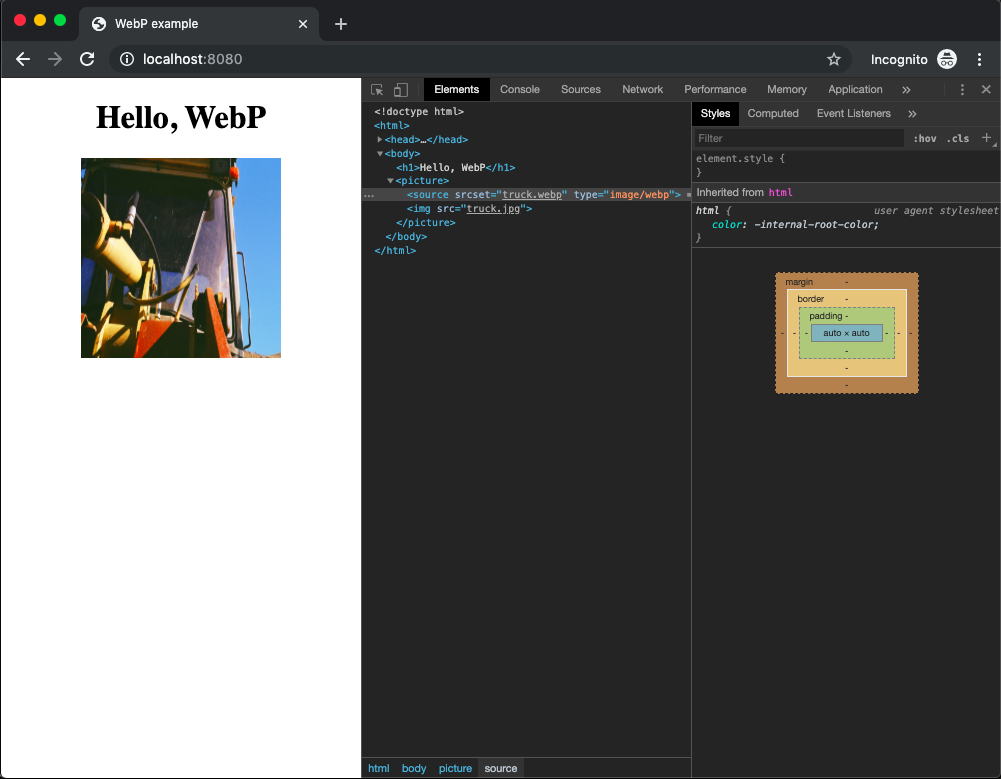 WebP example
localhost:8080
Incognito
Hello, WebP
Elements Console Sources Network Performance Memory Application »
<!doctype html>
<html>
<head>…</head>
<body>
<h1>Hello, WebP</h1>
<picture>
… <source srcset="truck.webp" type="image/webp">
<img src="truck.jpg">
</picture>
</body>
</html>
html body picture source
Styles Computed Event Listeners »
Filter :hov .cls +
element.style {
}
Inherited from html
html { user agent stylesheet
color: -internal-root-color;
}
margin -
border -
padding -
- - - auto × auto - - -
-
-
-